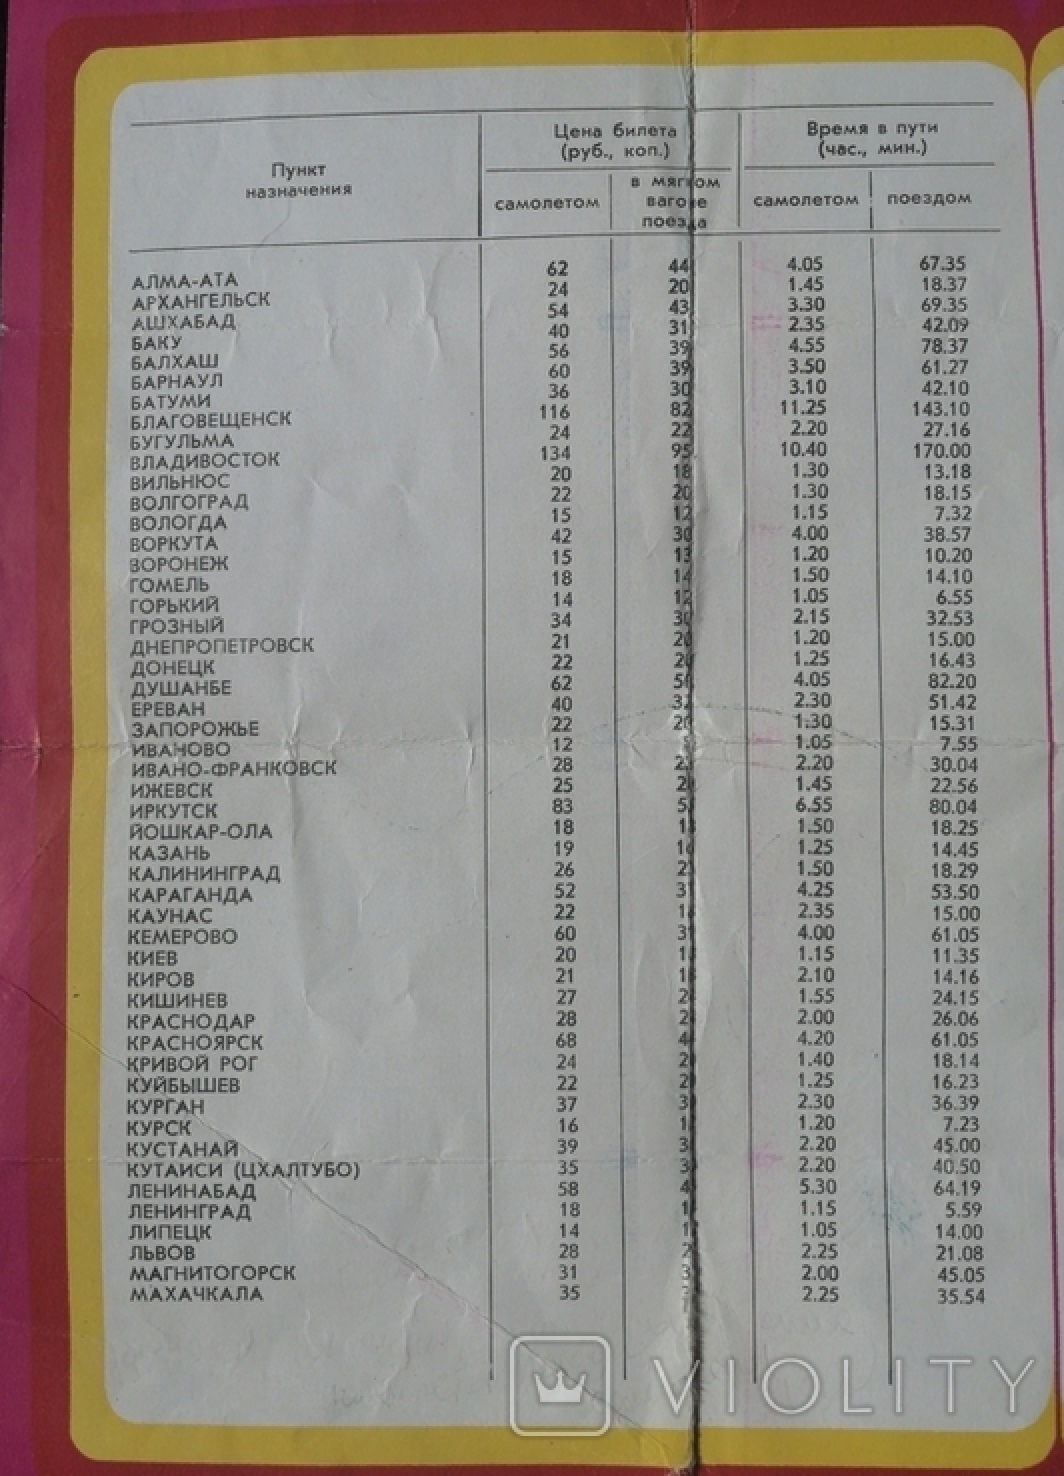 Пункт назначения
Цена билета (руб., коп.)
Время в пути (час., мин.)
самолетом
в мягком вагоне поезда
самолетом
поездом
АЛМА-АТА 62 44 4.05 67.35
АРХАНГЕЛЬСК 24 20 1.45 18.37
АШХАБАД 54 43 3.30 69.35
БАКУ 40 31 2.35 42.09
БАЛХАШ 56 39 4.55 78.37
БАРНАУЛ 60 39 3.50 61.27
БАТУМИ 36 30 3.10 42.10
БЛАГОВЕЩЕНСК 116 82 11.25 143.10
БУГУЛЬМА 24 22 2.20 27.16
ВЛАДИВОСТОК 134 95 10.40 170.00
ВИЛЬНЮС 20 18 1.30 13.18
ВОЛГОГРАД 22 20 1.30 18.15
ВОЛОГДА 15 12 1.15 7.32
ВОРКУТА 42 30 4.00 38.57
ВОРОНЕЖ 15 13 1.20 10.20
ГОМЕЛЬ 18 14 1.50 14.10
ГОРЬКИЙ 14 12 1.05 6.55
ГРОЗНЫЙ 34 30 2.15 32.53
ДНЕПРОПЕТРОВСК 21 20 1.20 15.00
ДОНЕЦК 22 20 1.25 16.43
ДУШАНБЕ 62 4.05 82.20
ЕРЕВАН 40 2.30 51.42
ЗАПОРОЖЬЕ 22 20 1.30 15.31
ИВАНОВО 12 1.05 7.55
ИВАНО-ФРАНКОВСК 28 2.20 30.04
ИЖЕВСК 25 1.45 22.56
ИРКУТСК 83 6.55 80.04
ЙОШКАР-ОЛА 18 1.50 18.25
КАЗАНЬ 19 1.25 14.45
КАЛИНИНГРАД 26 1.50 18.29
КАРАГАНДА 52 4.25 53.50
КАУНАС 22 2.35 15.00
КЕМЕРОВО 60 4.00 61.05
КИЕВ 20 1.15 11.35
КИРОВ 21 2.10 14.16
КИШИНЕВ 27 1.55 24.15
КРАСНОДАР 28 2.00 26.06
КРАСНОЯРСК 68 4.20 61.05
КРИВОЙ РОГ 24 1.40 18.14
КУЙБЫШЕВ 22 1.25 16.23
КУРГАН 37 2.30 36.39
КУРСК 16 1.20 7.23
КУСТАНАЙ 39 2.20 45.00
КУТАИСИ (ЦХАЛТУБО) 35 2.20 40.50
ЛЕНИНАБАД 58 5.30 64.19
ЛЕНИНГРАД 18 1.15 5.59
ЛИПЕЦК 14 1.05 14.00
ЛЬВОВ 28 2.25 21.08
МАГНИТОГОРСК 31 2.00 45.05
МАХАЧКАЛА 35 2.25 35.54
VIOLITY